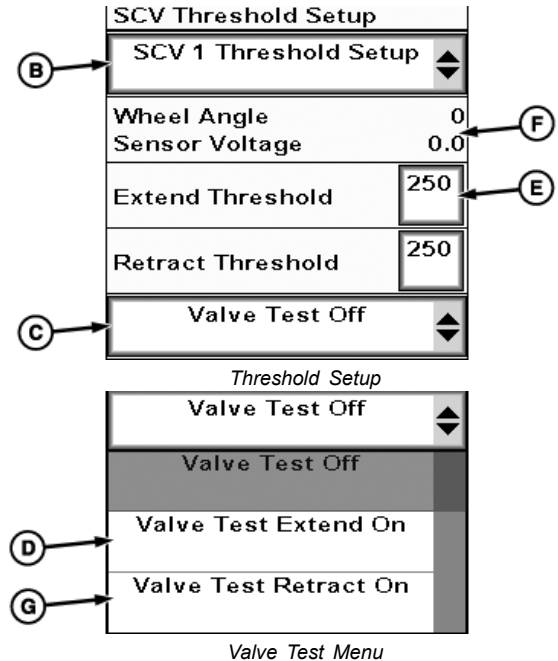 SCV Threshold Setup
SCV 1 Threshold Setup
B
Wheel Angle 0
F
Sensor Voltage 0.0
Extend Threshold 250
E
Retract Threshold 250
Valve Test Off
C
Threshold Setup
Valve Test Off
Valve Test Off
Valve Test Extend On
D
Valve Test Retract On
G
Valve Test Menu